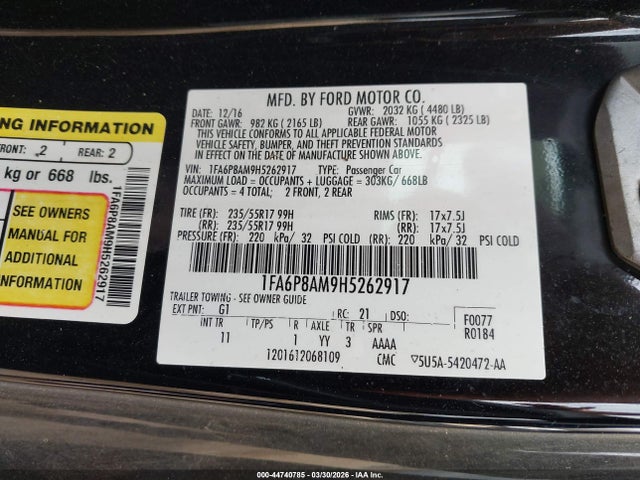 MFD. BY FORD MOTOR CO.
DATE: 12/16 GVWR: 2032 KG ( 4480 LB)
FRONT GAWR: 982 KG ( 2165 LB) REAR GAWR: 1055 KG ( 2325 LB)
THIS VEHICLE CONFORMS TO ALL APPLICABLE FEDERAL MOTOR
VEHICLE SAFETY, BUMPER, AND THEFT PREVENTION STANDARDS
IN EFFECT ON THE DATE OF MANUFACTURE SHOWN ABOVE.
VIN: 1FA6P8AM9H5262917 TYPE: Passenger Car
MAXIMUM LOAD = OCCUPANTS + LUGGAGE = 303KG/ 668LB
OCCUPANTS = 4 TOTAL; 2 FRONT, 2 REAR
TIRE (FR): 235/55R17 99H RIMS (FR): 17x7.5J
(RR): 235/55R17 99H (RR): 17x7.5J
PRESSURE (FR): 220 kPa/ 32 PSI COLD (RR): 220 kPa/ 32 PSI COLD
1FA6P8AM9H5262917
TRAILER TOWING - SEE OWNER GUIDE
EXT PNT: G1 RC: 21 DSO: F0077
R0184
INT TR TP/PS R AXLE TR SPR
11 1 YY 3 AAAA
1201612068109 CMC 5U5A-5420472-AA
NG INFORMATION
FRONT: 2 REAR: 2
kg or 668 lbs.
SEE OWNERS
MANUAL FOR
ADDITIONAL
INFORMATION
1FA6P8AM9H5262917
000-44740785 | 03/30/2026 | IAA Inc.